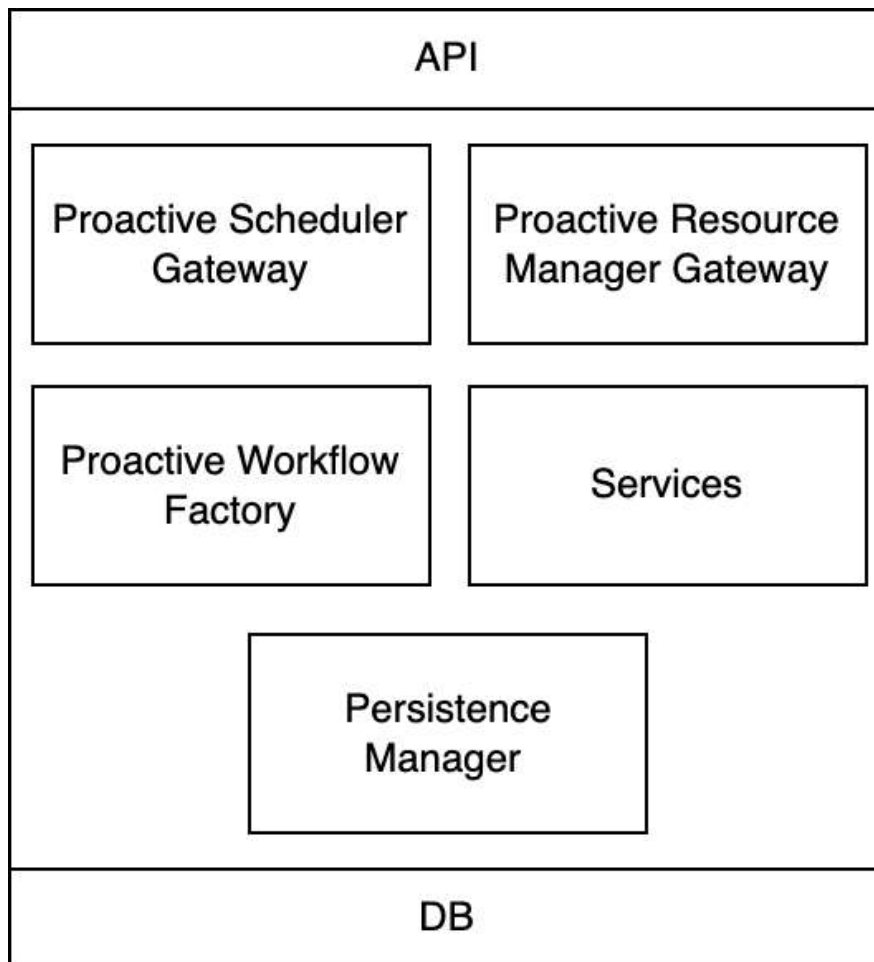 API
Proactive Scheduler
Gateway
Proactive Resource
Manager Gateway
Proactive Workflow
Factory
Services
Persistence
Manager
DB